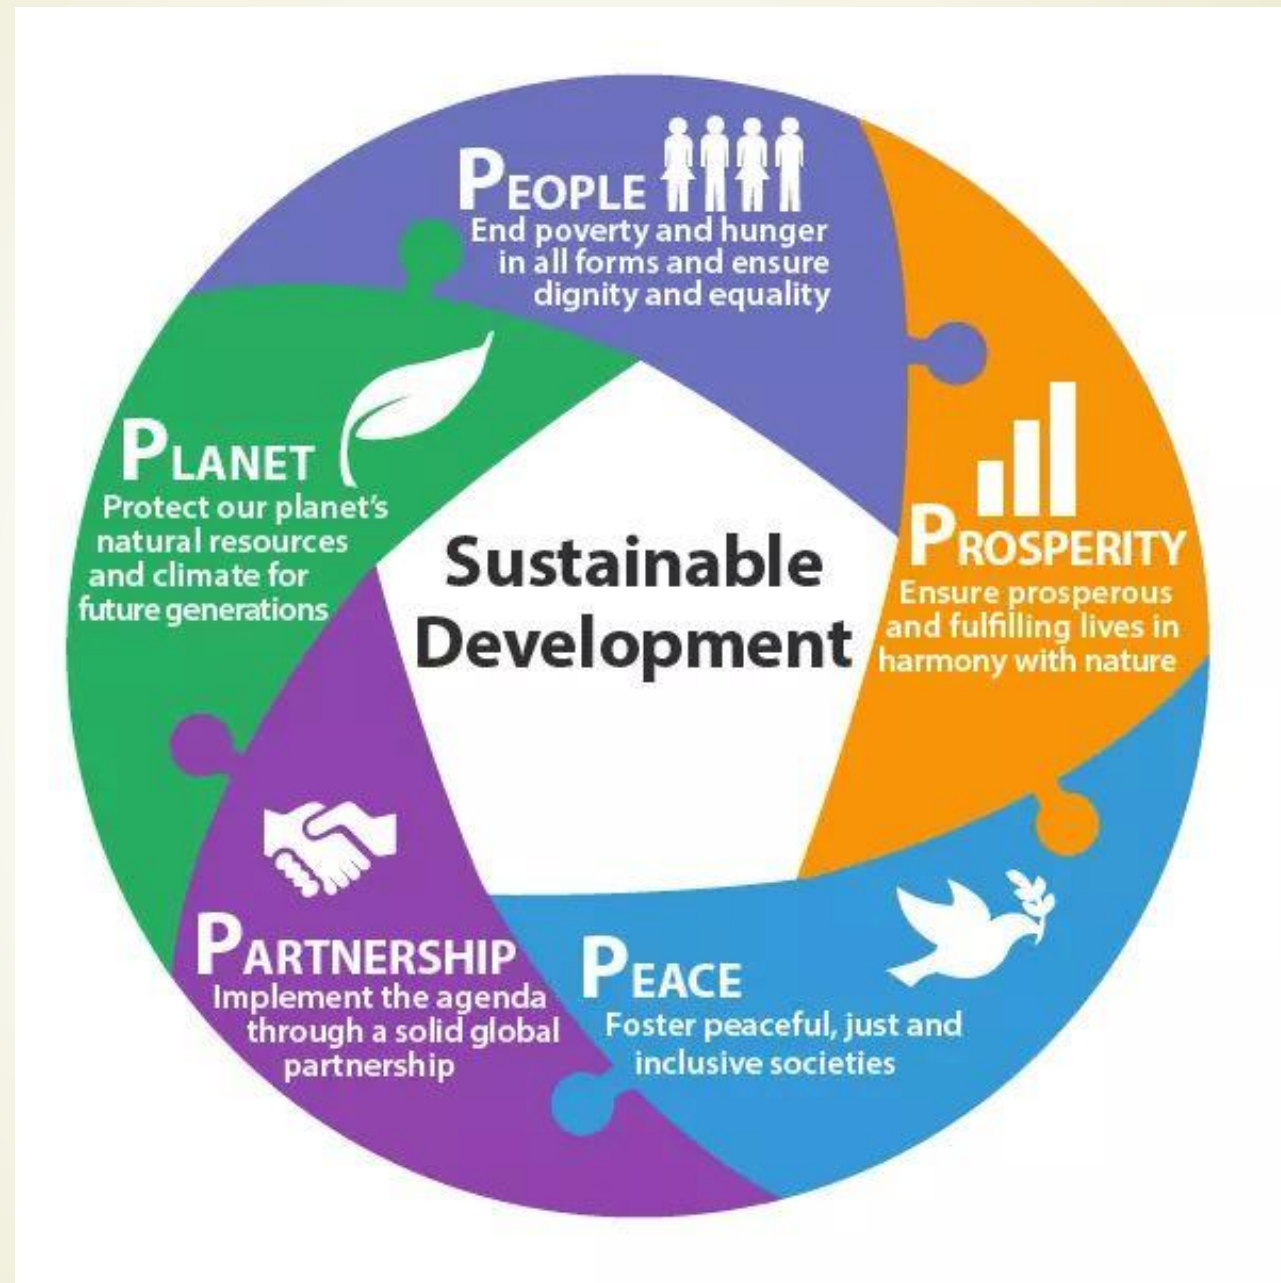 PEOPLE
End poverty and hunger
in all forms and ensure
dignity and equality
PROSPERITY
Ensure prosperous
and fulfilling lives in
harmony with nature
PEACE
Foster peaceful, just and
inclusive societies
PARTNERSHIP
Implement the agenda
through a solid global
partnership
PLANET
Protect our planet's
natural resources
and climate for
future generations
Sustainable
Development